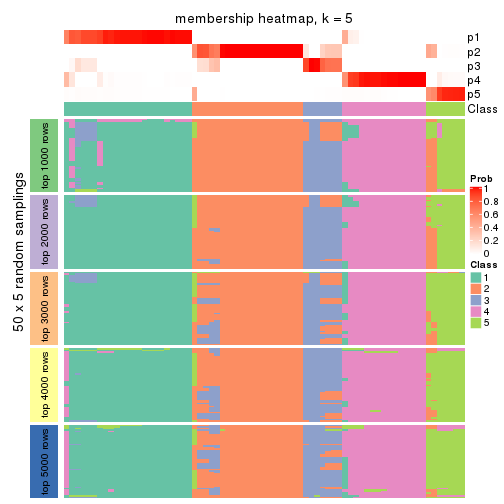 membership heatmap, k = 5
p1
p2
p3
p4
p5
Class
50 x 5 random samplings
top 1000 rows
top 2000 rows
top 3000 rows
top 4000 rows
top 5000 rows
Prob
1
0.8
0.6
0.4
0.2
0
Class
1
2
3
4
5